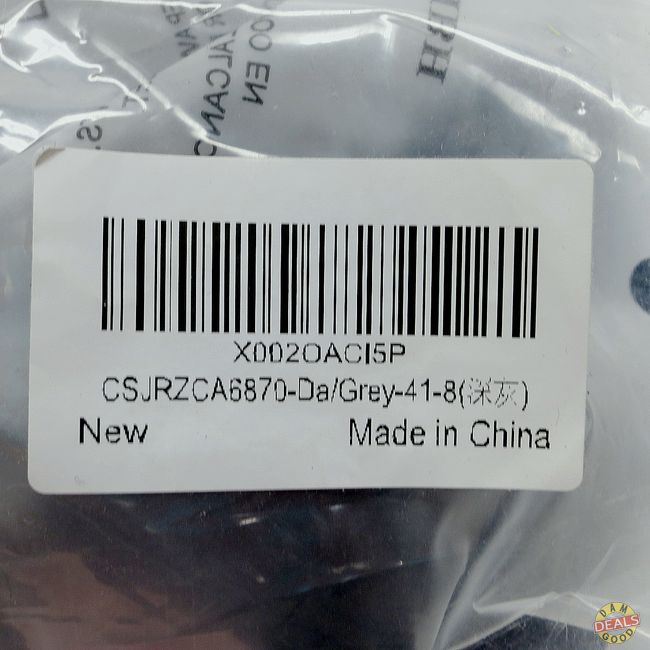 X002OACI5P
CSJRZCA6870-Da/Grey-41-8(深灰)
New
Made in China
DAM
DEALS
GOOD